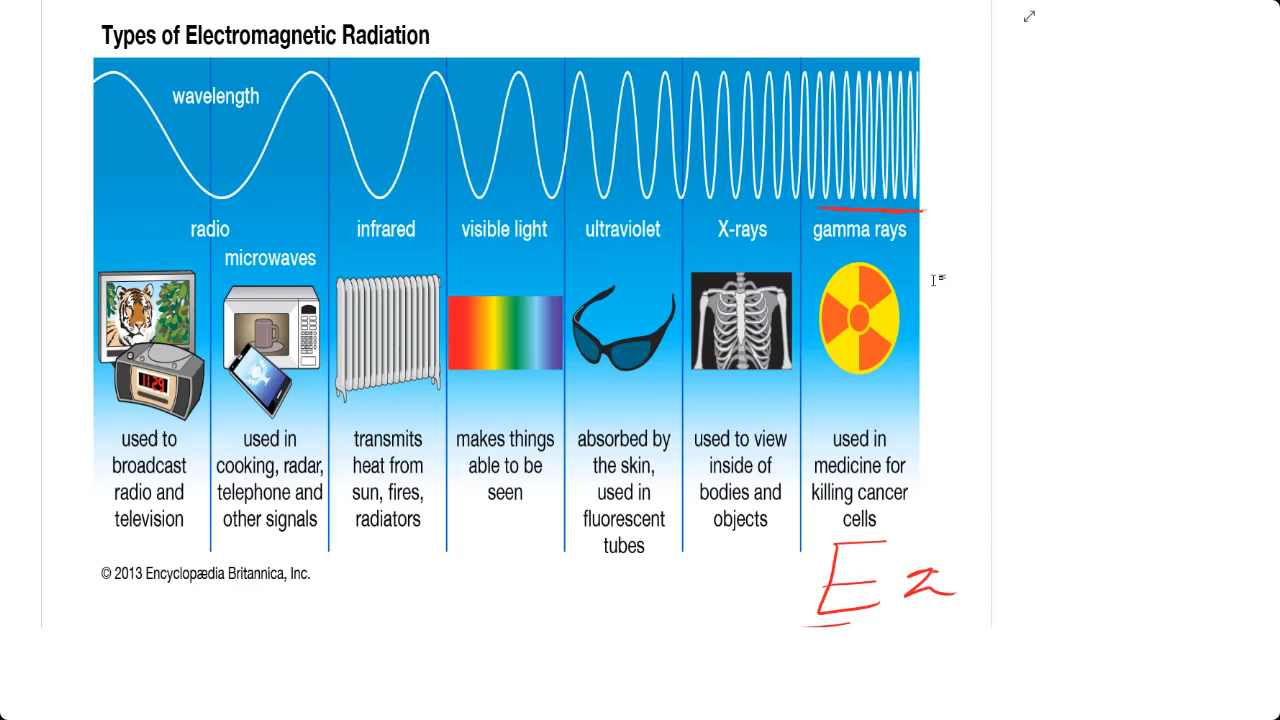 Types of Electromagnetic Radiation
wavelength
radio
microwaves
infrared
visible light
ultraviolet
X-rays
gamma rays
11:29
used to
broadcast
radio and
television
used in
cooking, radar,
telephone and
other signals
transmits
heat from
sun, fires,
radiators
makes things
able to be
seen
absorbed by
the skin,
used in
fluorescent
tubes
used to view
inside of
bodies and
objects
used in
medicine for
killing cancer
cells
© 2013 Encyclopædia Britannica, Inc.
E